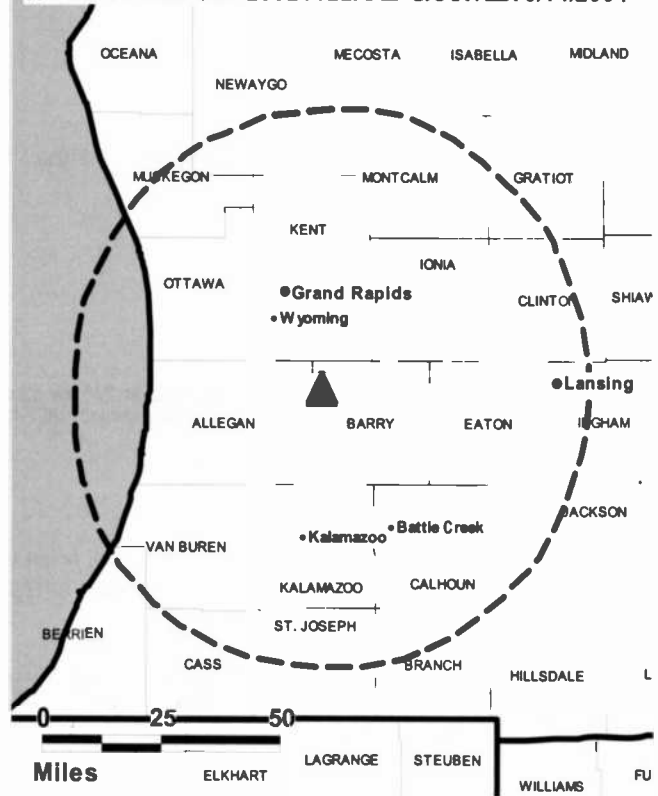 OCEANA MECOSTA ISABELLA MIDLAND
NEWAYGO
MUSKEGON MONTCALM GRATIOT
KENT
IONIA
OTTAWA Grand Rapids CLINTON SHIAW
Wyoming
Lansing
ALLEGAN BARRY EATON INGHAM
JACKSON
VAN BUREN Kalamazoo Battle Creek
KALAMAZOO CALHOUN
ST. JOSEPH
BERRIEN
CASS BRANCH
HILLSDALE L
0 25 50
Miles
ELKHART LAGRANGE STEUBEN
WILLIAMS FU